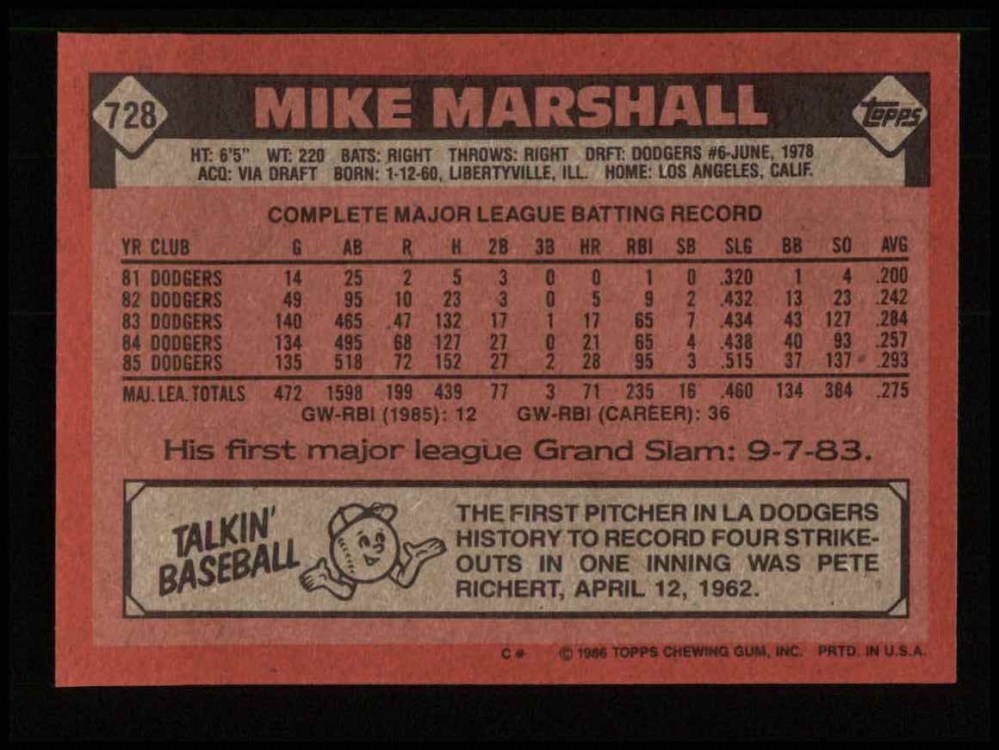 728 MIKE MARSHALL topps
HT: 6'5" WT: 220 BATS: RIGHT THROWS: RIGHT DRFT: DODGERS #6-JUNE, 1978
ACQ: VIA DRAFT BORN: 1-12-60, LIBERTYVILLE, ILL. HOME: LOS ANGELES, CALIF.
COMPLETE MAJOR LEAGUE BATTING RECORD
YR CLUB G AB R H 2B 3B HR RBI SB SLG BB SO AVG
81 DODGERS 14 25 2 5 3 0 0 1 0 .320 1 4 .200
82 DODGERS 49 95 10 23 3 0 5 9 2 .432 13 23 .242
83 DODGERS 140 465 47 132 17 1 17 65 7 .434 43 127 .284
84 DODGERS 134 495 68 127 27 0 21 65 4 .438 40 93 .257
85 DODGERS 135 518 72 152 27 2 28 95 3 .515 37 137 .293
MAJ. LEA. TOTALS 472 1598 199 439 77 3 71 235 16 .460 134 384 .275
GW-RBI (1985): 12 GW-RBI (CAREER): 36
His first major league Grand Slam: 9-7-83.
TALKIN'
BASEBALL
THE FIRST PITCHER IN LA DODGERS
HISTORY TO RECORD FOUR STRIKE-
OUTS IN ONE INNING WAS PETE
RICHERT, APRIL 12, 1962.
C* © 1986 TOPPS CHEWING GUM, INC. PRTD. IN U.S.A.